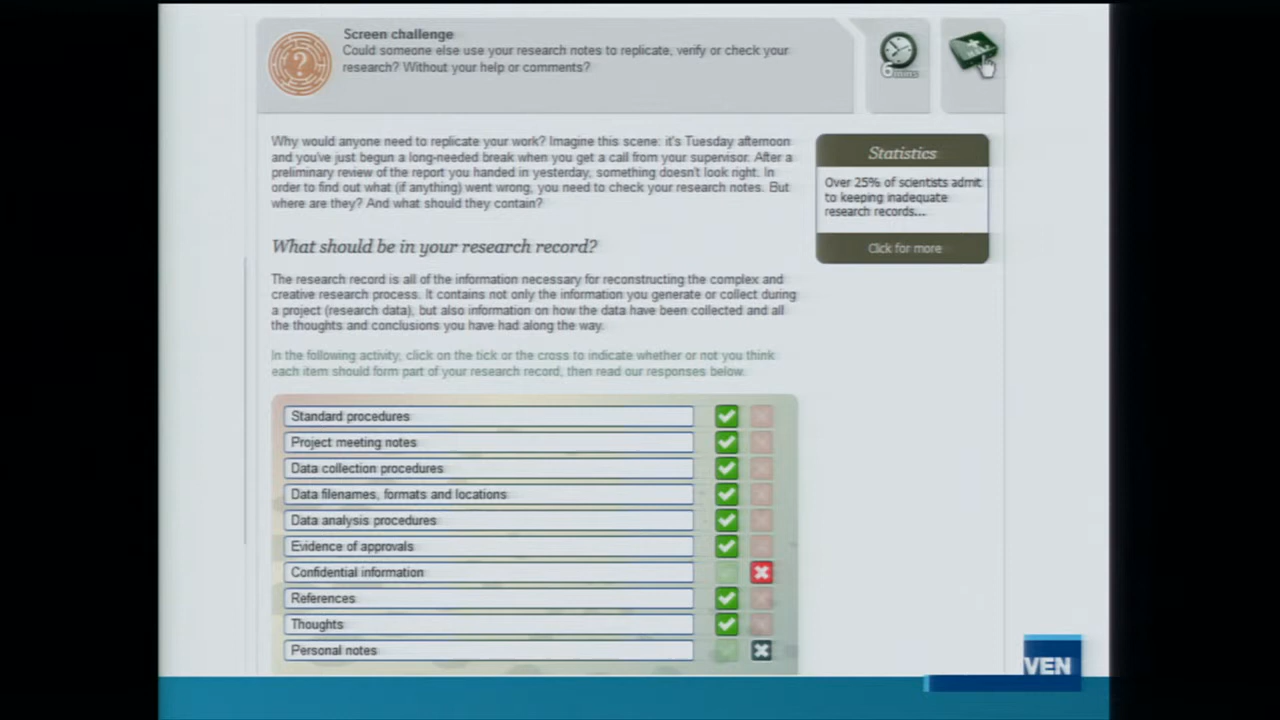 Screen challenge
Could someone else use your research notes to replicate, verify or check your
research? Without your help or comments?
6 mins
Why would anyone need to replicate your work? Imagine this scene: it's Tuesday afternoon
and you've just begun a long-needed break when you get a call from your supervisor. After a
preliminary review of the report you handed in yesterday, something doesn't look right. In
order to find out what (if anything) went wrong, you need to check your research notes. But
where are they? And what should they contain?
Statistics
Over 25% of scientists admit
to keeping inadequate
research records...
Click for more
What should be in your research record?
The research record is all of the information necessary for reconstructing the complex and
creative research process. It contains not only the information you generate or collect during
a project (research data), but also information on how the data have been collected and all
the thoughts and conclusions you have had along the way.
In the following activity, click on the tick or the cross to indicate whether or not you think
each item should form part of your research record, then read our responses below.
Standard procedures
Project meeting notes
Data collection procedures
Data filenames, formats and locations
Data analysis procedures
Evidence of approvals
Confidential information
References
Thoughts
Personal notes
VEN